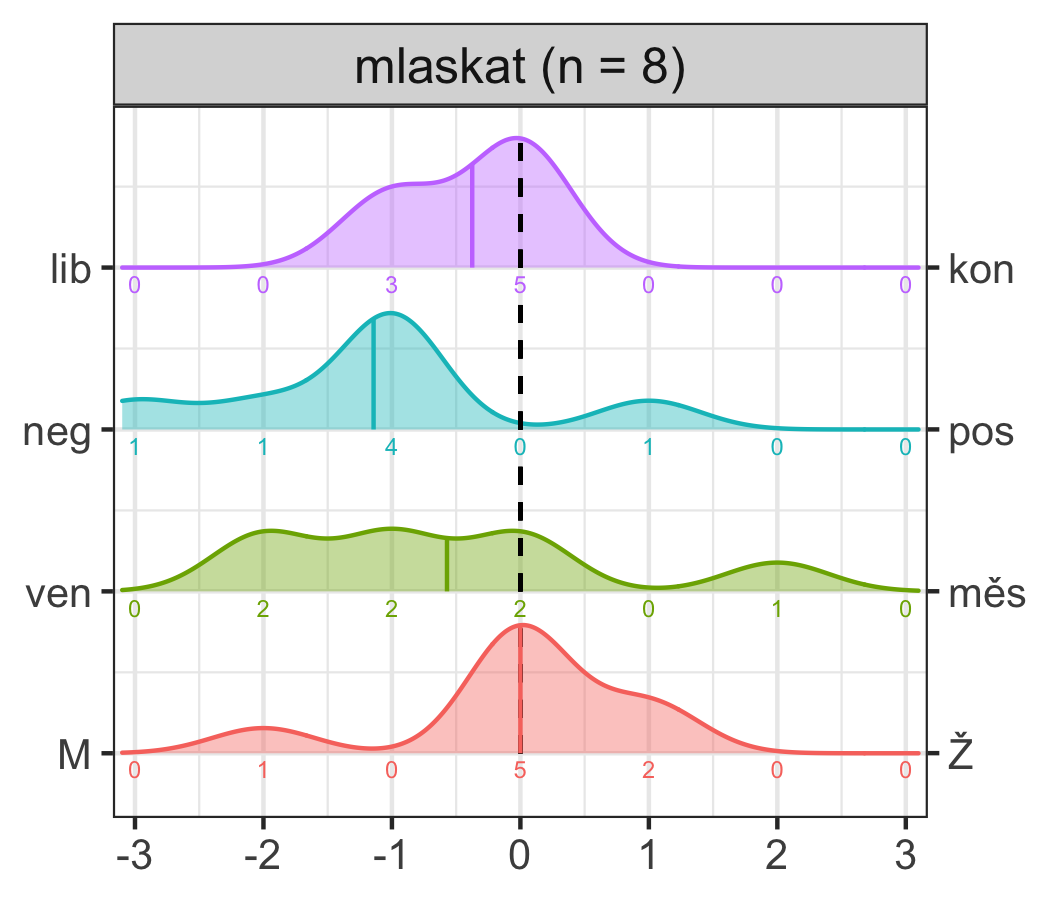 mlaskat (n = 8)
lib kon
0 0 3 5 0 0 0
neg pos
1 1 4 0 1 0 0
ven měs
0 2 2 2 0 1 0
M Ž
0 1 0 5 2 0 0
-3 -2 -1 0 1 2 3